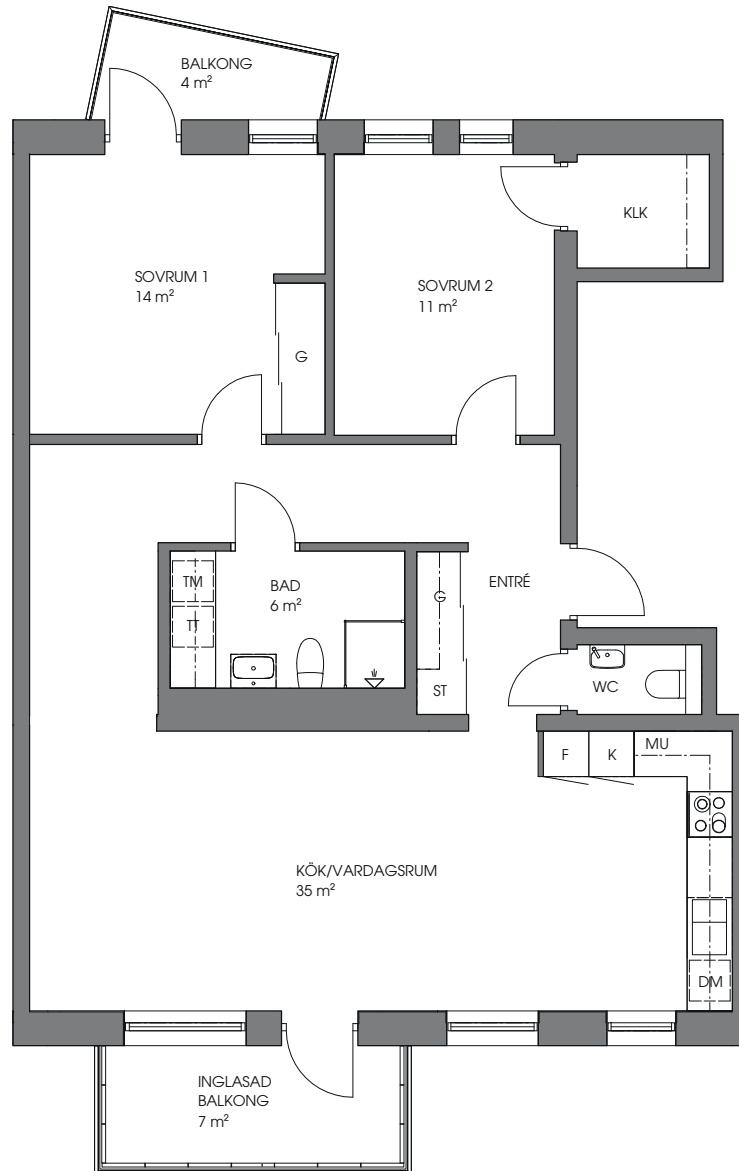 BALKONG
4 m²
KLK
SOVRUM 1
14 m²
SOVRUM 2
11 m²
G
TM
TT
BAD
6 m²
G
ST
ENTRÉ
WC
F
K
MU
KÖK/VARDAGSRUM
35 m²
DM
INGLASAD
BALKONG
7 m²